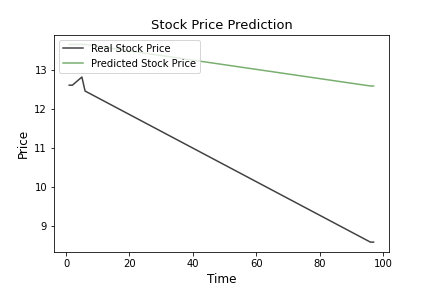 Stock Price Prediction
Real Stock Price
Predicted Stock Price
13
12
11
10
9
Price
0 20 40 60 80 100
Time